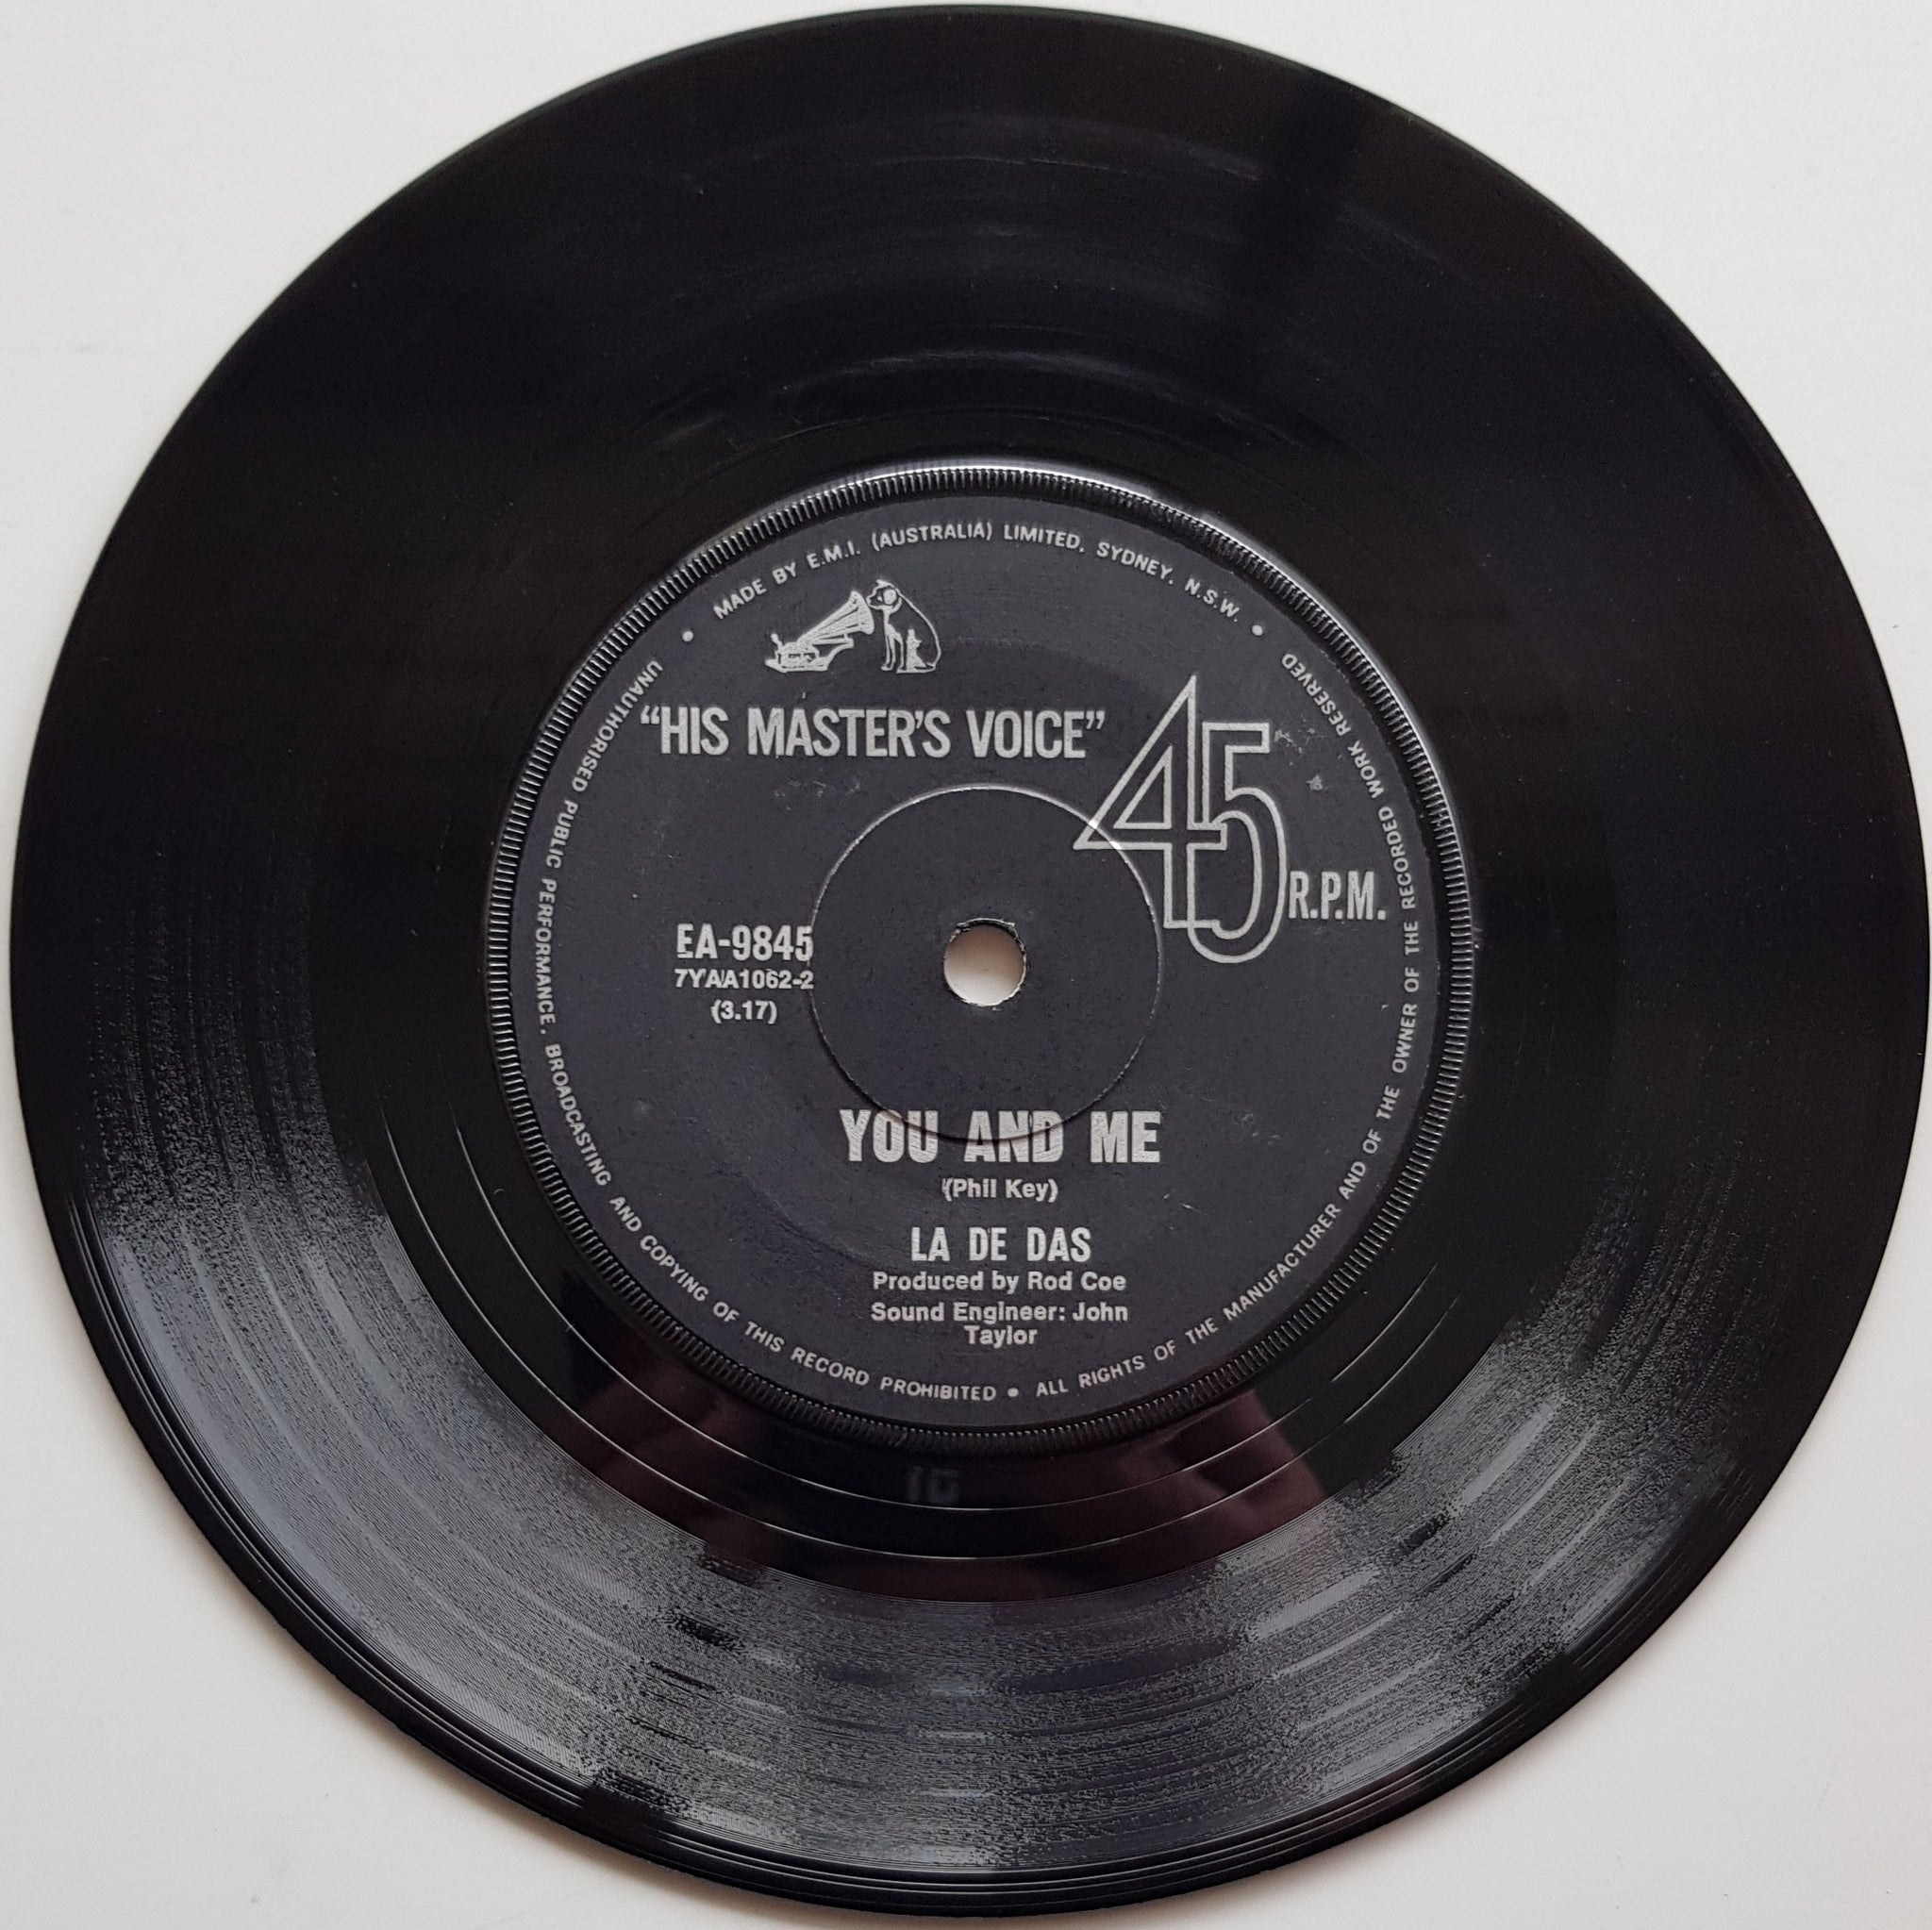 MADE BY E.M.I. (AUSTRALIA) LIMITED. SYDNEY. N.S.W.
"HIS MASTER'S VOICE"
45
R.P.M.
EA-9845
7YAA1062-2
(3.17)
YOU AND ME
(Phil Key)
LA DE DAS
Produced by Rod Coe
Sound Engineer: John
Taylor
UNAUTHORISED PUBLIC PERFORMANCE. BROADCASTING AND COPYING OF THIS RECORD PROHIBITED • ALL RIGHTS OF THE MANUFACTURER AND OF THE OWNER OF THE RECORDED WORK RESERVED